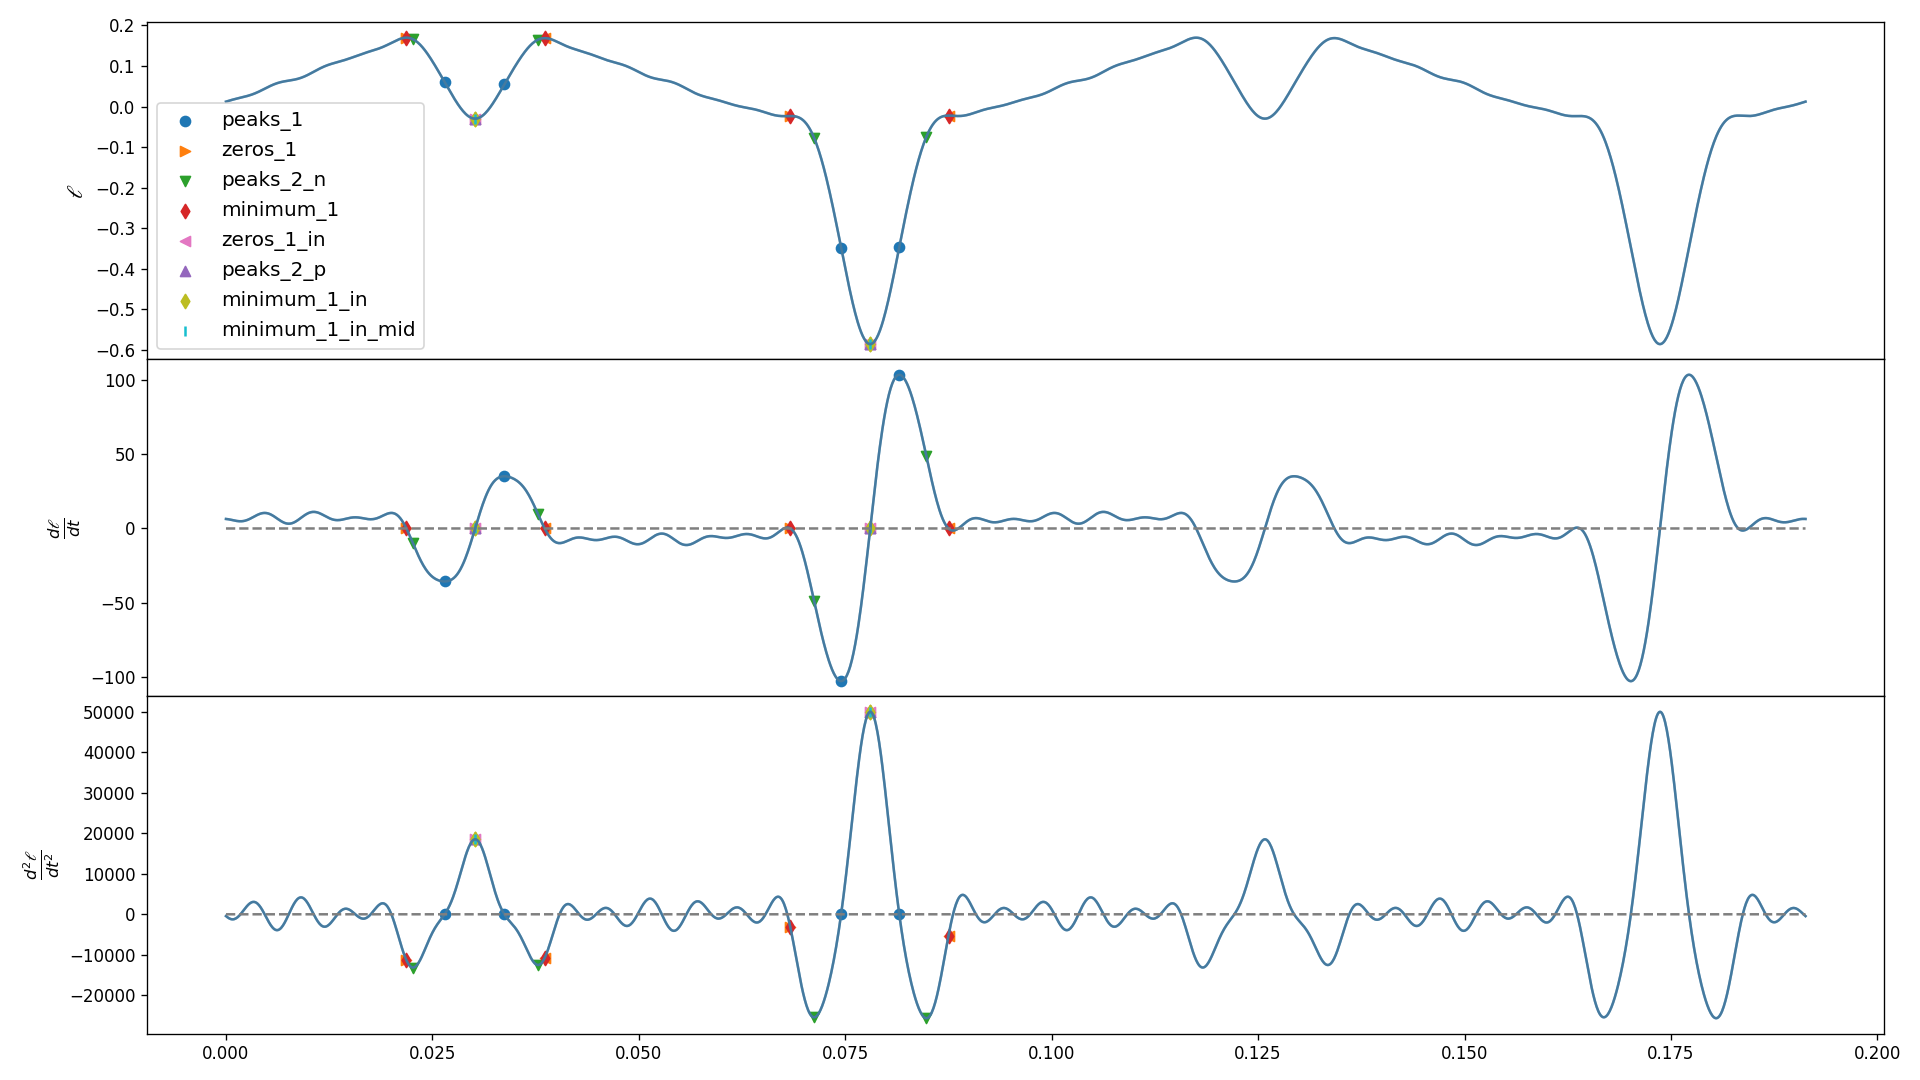 0.2
0.1
0.0
−0.1
−0.2
−0.3
−0.4
−0.5
−0.6
ℓ
peaks_1
zeros_1
peaks_2_n
minimum_1
zeros_1_in
peaks_2_p
minimum_1_in
minimum_1_in_mid
100
50
0
−50
−100
dℓ
dt
50000
40000
30000
20000
10000
0
−10000
−20000
d²ℓ
dt²
0.000 0.025 0.050 0.075 0.100 0.125 0.150 0.175 0.200